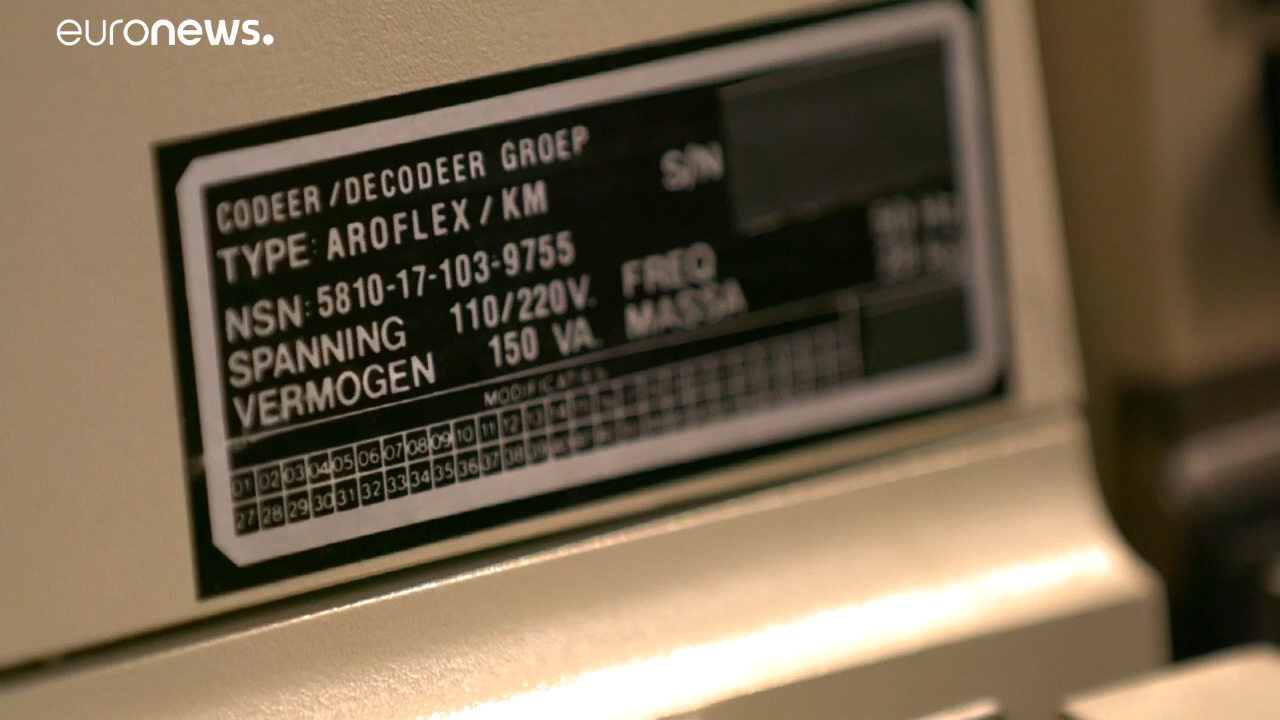 euronews.
CODEER/DECODEER GROEP
TYPE: AROFLEX/KM
S/N
NSN: 5810-17-103-9755
SPANNING 110/220V. FREQ
VERMOGEN 150 VA. MASSA
MODIFICATIES
01 02 03 04 05 06 07 08 09 10 11 12 13 14
27 28 29 30 31 32 33 34 35 36 37 38 39